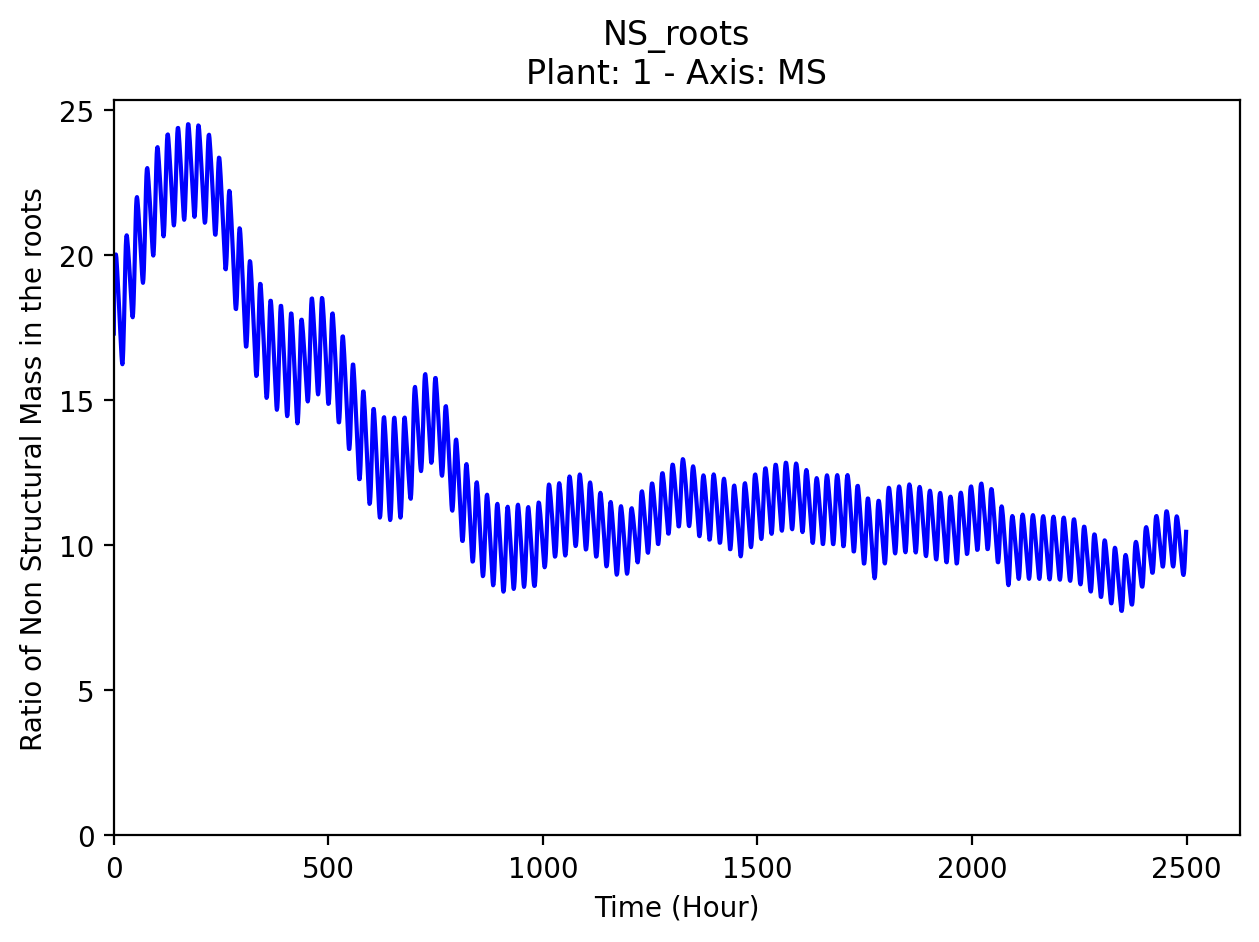 NS_roots
Plant: 1 - Axis: MS
Ratio of Non Structural Mass in the roots
25
20
15
10
5
0
0 500 1000 1500 2000 2500
Time (Hour)